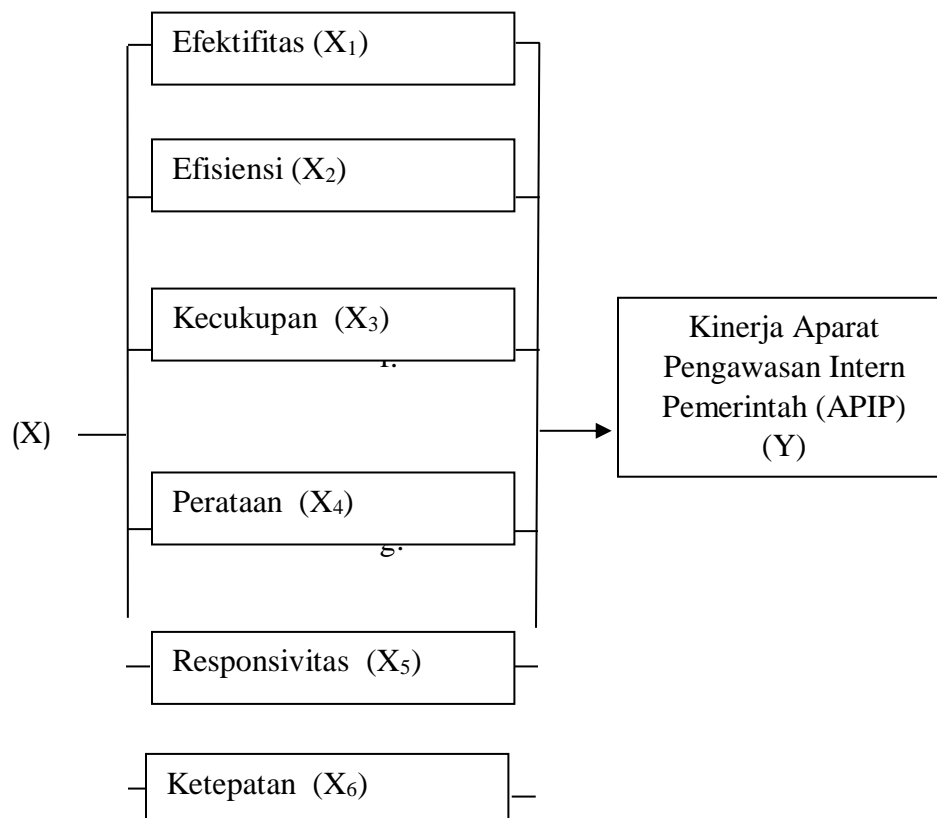 Efektifitas (X₁)
Efisiensi (X₂)
Kecukupan (X₃)
(X)
Perataan (X₄)
g.
Responsivitas (X₅)
Ketepatan (X₆)
Kinerja Aparat
Pengawasan Intern
Pemerintah (APIP)
(Y)